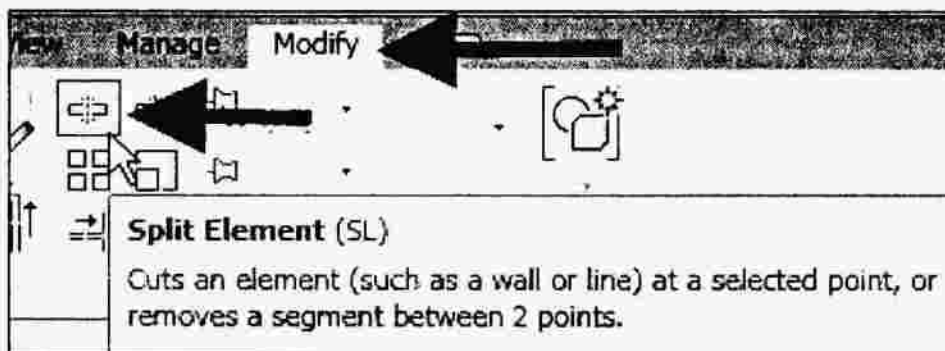 Manage Modify
Split Element (SL)
Cuts an element (such as a wall or line) at a selected point, or
removes a segment between 2 points.